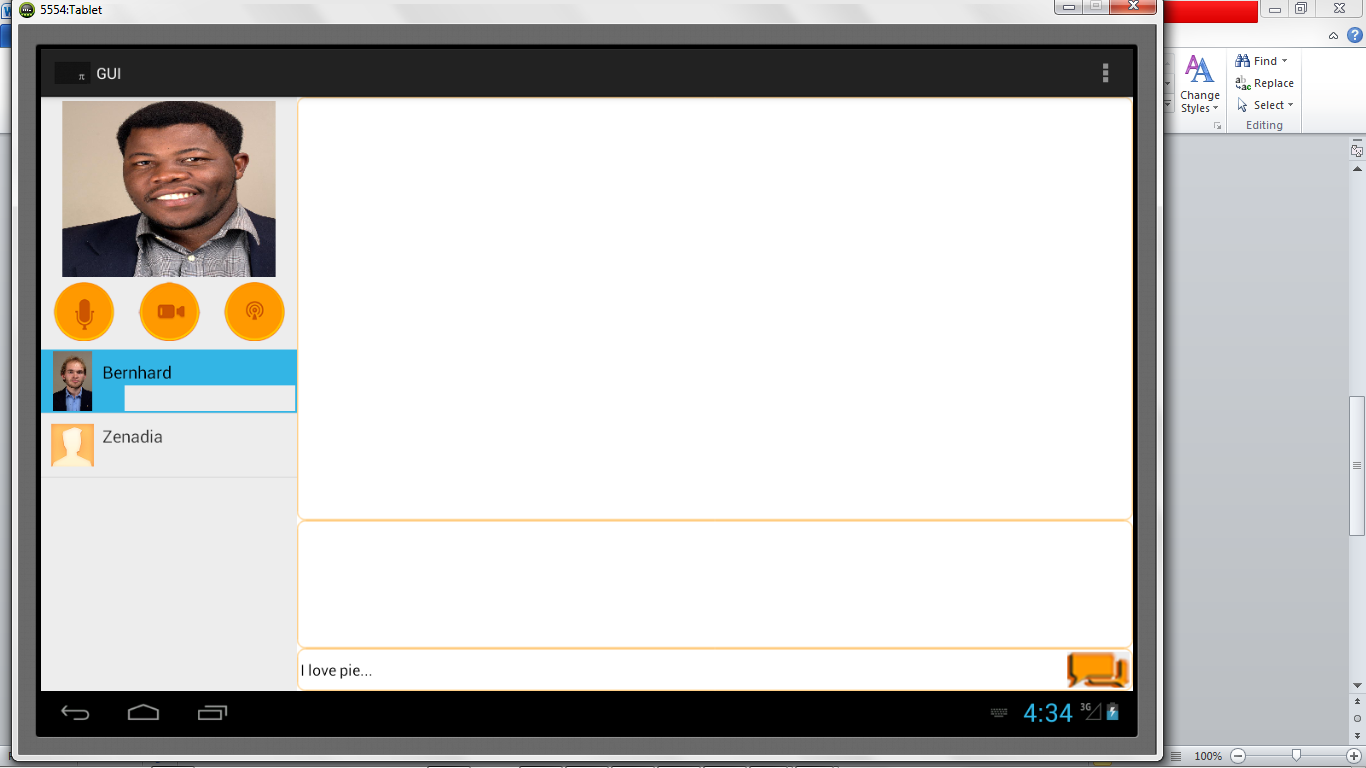 5554:Tablet
π GUI
Bernhard
Zenadia
I love pie...
4:34 3G
Find
Replace
Select
Change
Styles
Editing
100%